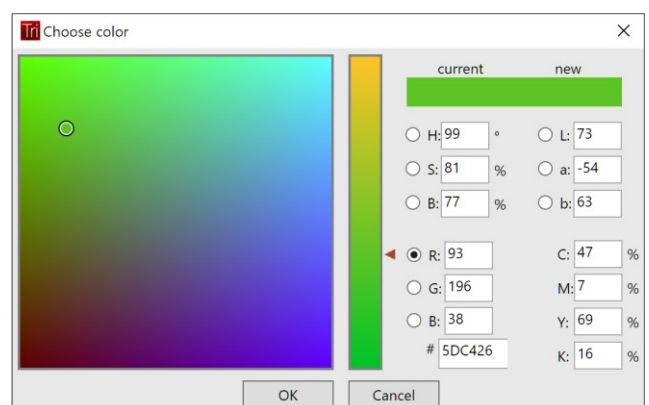 Tri Choose color
current new
H: 99 ° L: 73
S: 81 % a: -54
B: 77 % b: 63
R: 93 C: 47 %
G: 196 M: 7 %
B: 38 Y: 69 %
# 5DC426 K: 16 %
OK Cancel